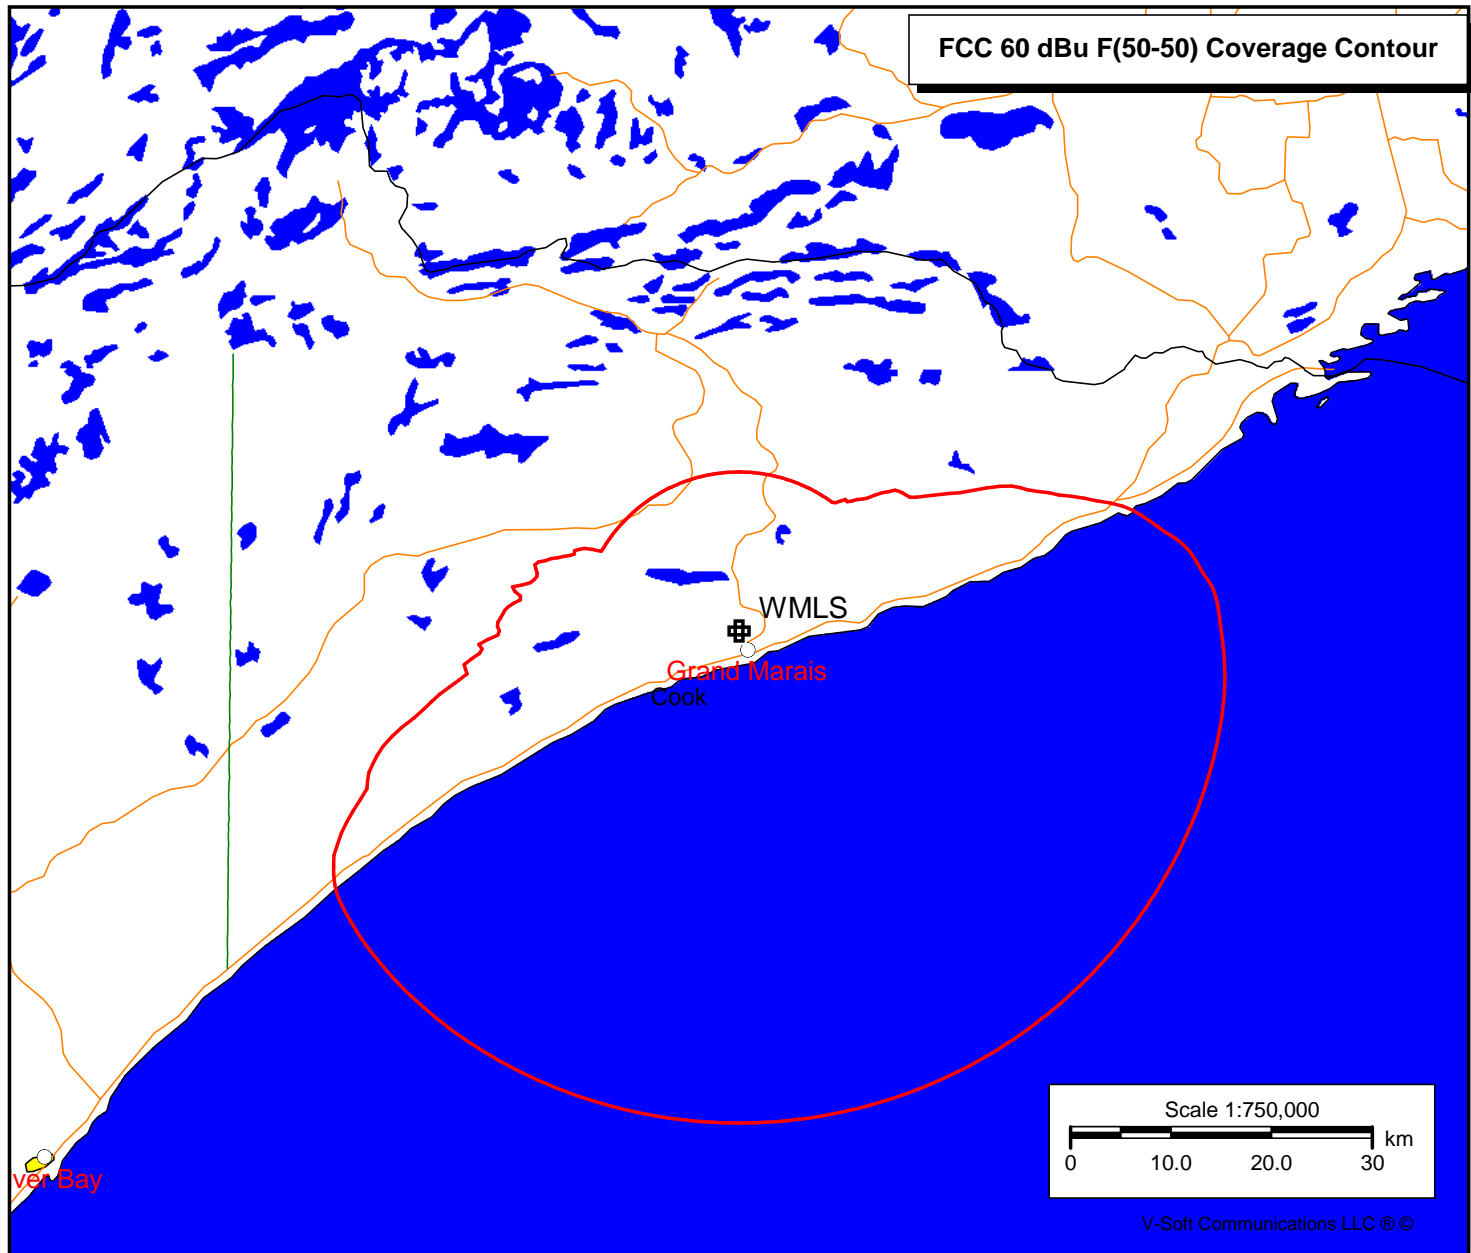 FCC 60 dBu F(50-50) Coverage Contour
WMLS
Grand Marais
Cook
Scale 1:750,000
km
0 10.0 20.0 30
ver Bay
V-Soft Communications LLC ® ©